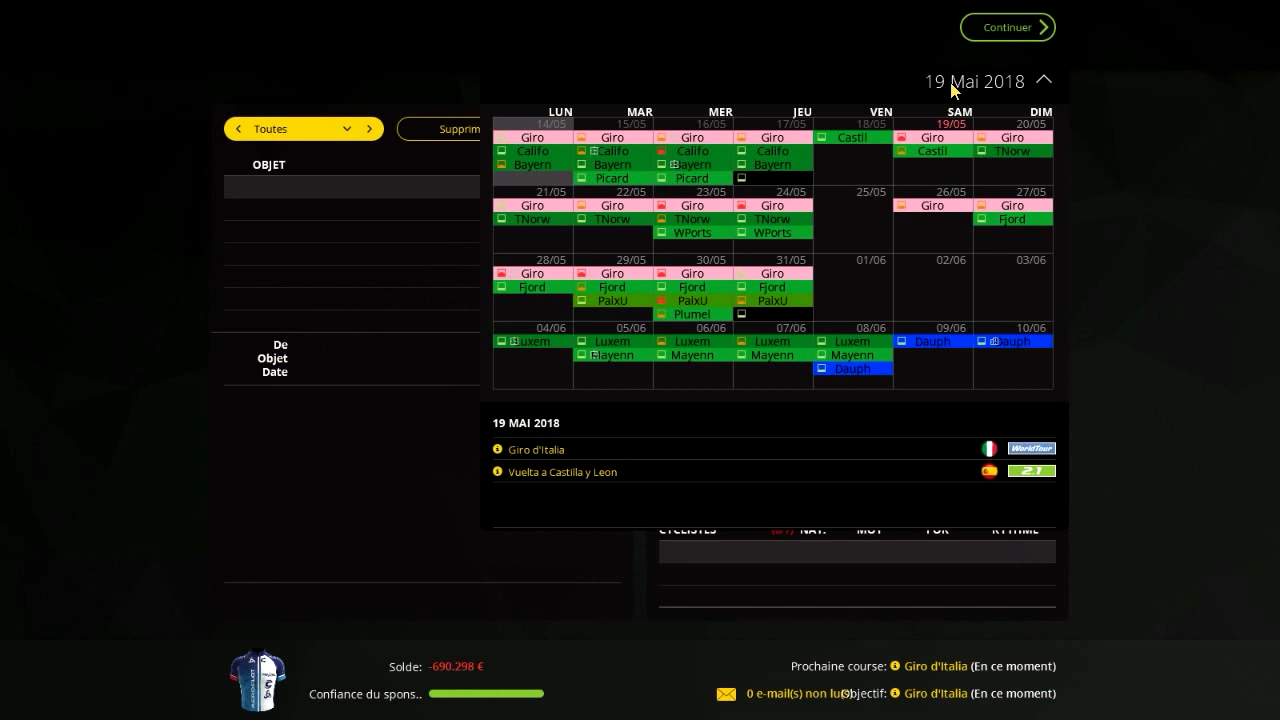 Continuer
19 Mai 2018
Toutes
Supprim
LUN MAR MER JEU VEN SAM DIM
OBJET
14/05 15/05 16/05 17/05 18/05 19/05 20/05
Giro Giro Giro Giro Castil Giro Giro
Califo Califo Califo Califo Castil TNorw
Bayern Bayern Bayern Bayern
Picard Picard
21/05 22/05 23/05 24/05 25/05 26/05 27/05
Giro Giro Giro Giro Giro Giro
TNorw TNorw TNorw TNorw Fjord
WPorts WPorts
28/05 29/05 30/05 31/05 01/06 02/06 03/06
Giro Giro Giro Giro
Fjord Fjord Fjord Fjord
PaixU PaixU PaixU
Plumel
04/06 05/06 06/06 07/06 08/06 09/06 10/06
Luxem Luxem Luxem Luxem Luxem Dauph Dauph
Mayenn Mayenn Mayenn Mayenn
Dauph
De
Objet
Date
19 MAI 2018
Giro d'Italia WorldTour
Vuelta a Castilla y Leon 2.1
CYCLISTES NAT. MOY FOR RYTHME
Solde: -690.298 €
Confiance du spons..
Prochaine course: Giro d'Italia (En ce moment)
0 e-mail(s) non lu(s)
Objectif: Giro d'Italia (En ce moment)